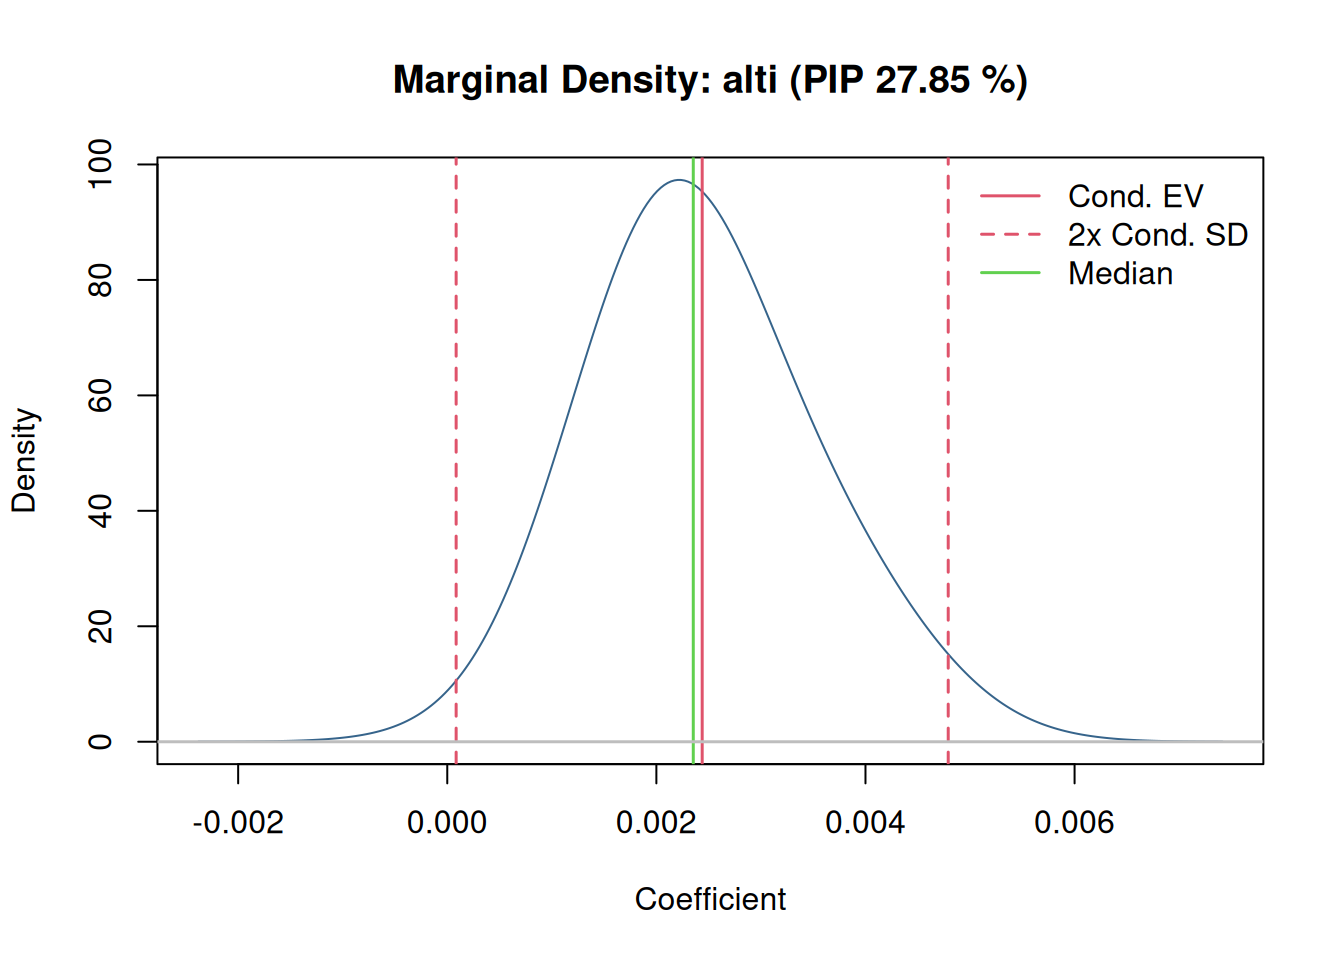 Marginal Density: alti (PIP 27.85 %)
Cond. EV
2x Cond. SD
Median
Density
100
80
60
40
20
0
-0.002 0.000 0.002 0.004 0.006
Coefficient